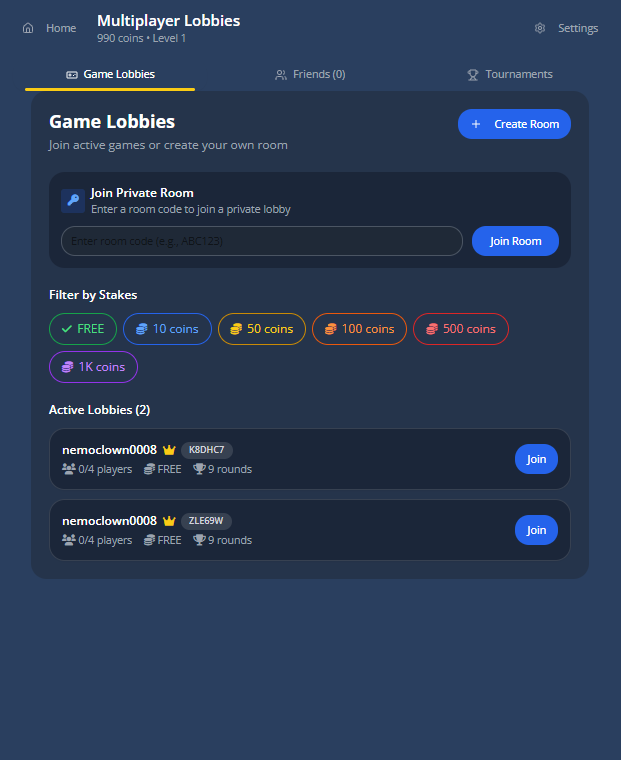 Home
Multiplayer Lobbies
990 coins • Level 1
Settings
Game Lobbies
Friends (0)
Tournaments
Game Lobbies
Join active games or create your own room
+ Create Room
Join Private Room
Enter a room code to join a private lobby
Enter room code (e.g., ABC123)
Join Room
Filter by Stakes
FREE
10 coins
50 coins
100 coins
500 coins
1K coins
Active Lobbies (2)
nemoclown0008 K8DHC7
0/4 players FREE 9 rounds
Join
nemoclown0008 ZLE69W
0/4 players FREE 9 rounds
Join